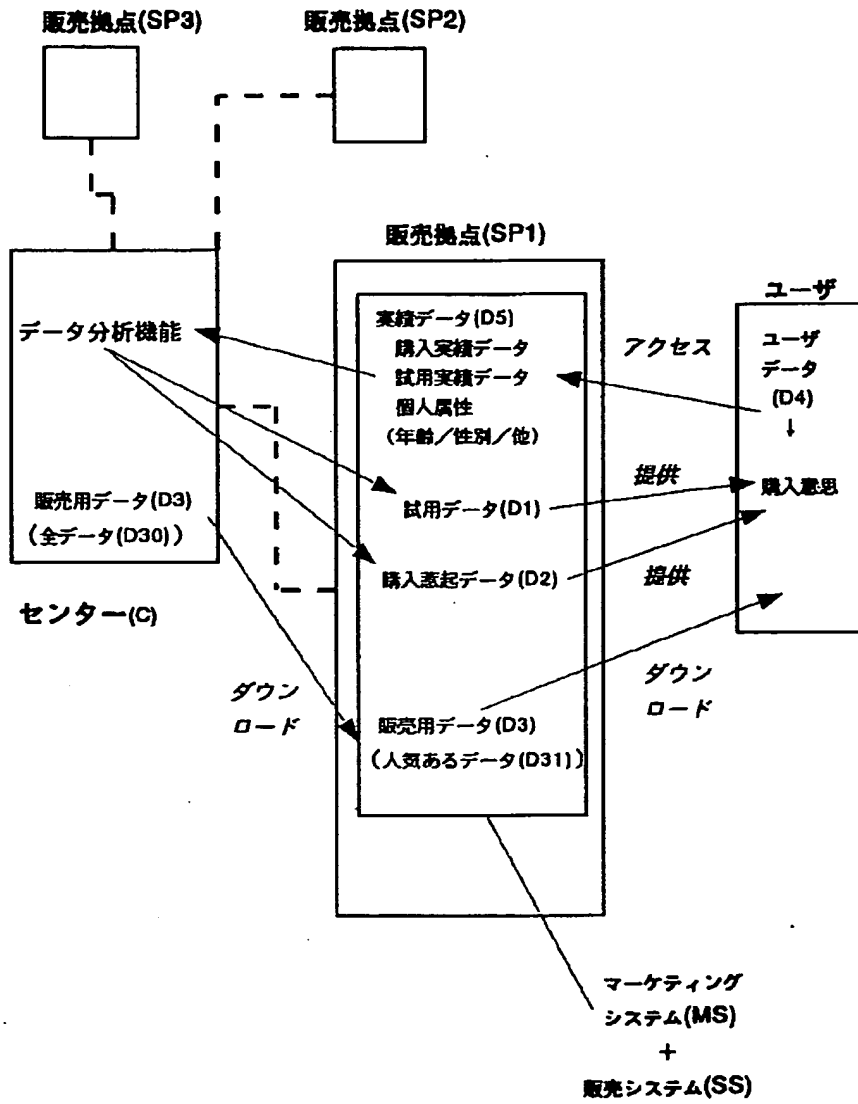 販売拠点(SP3)
販売拠点(SP2)
販売拠点(SP1)
データ分析機能
販売用データ(D3)
(全データ(D30))
センター(C)
ダウン
ロード
実績データ(D5)
購入実績データ
試用実績データ
個人属性
(年齢/性別/他)
試用データ(D1)
購入惹起データ(D2)
販売用データ(D3)
(人気あるデータ(D31))
アクセス
提供
提供
ダウン
ロード
ユーザ
ユーザ
データ
(D4)
↓
購入意思
マーケティング
システム(MS)
+
販売システム(SS)